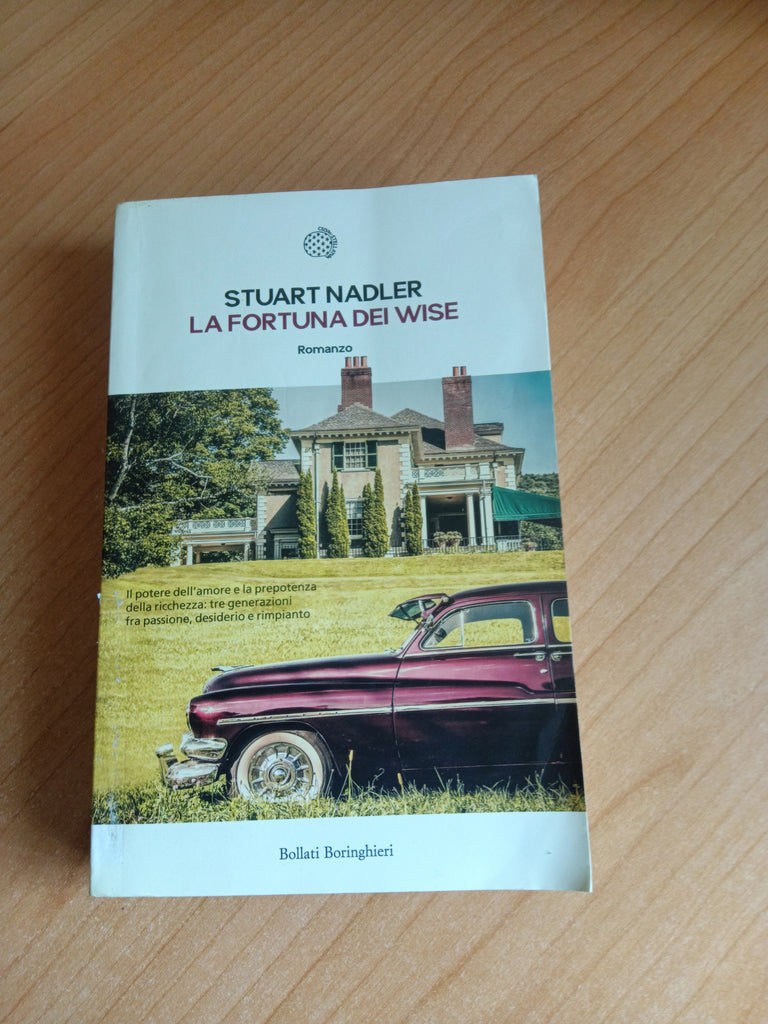 STUART NADLER
LA FORTUNA DEI WISE
Romanzo
Il potere dell'amore e la prepotenza
della ricchezza: tre generazioni
fra passione, desiderio e rimpianto
Bollati Boringhieri